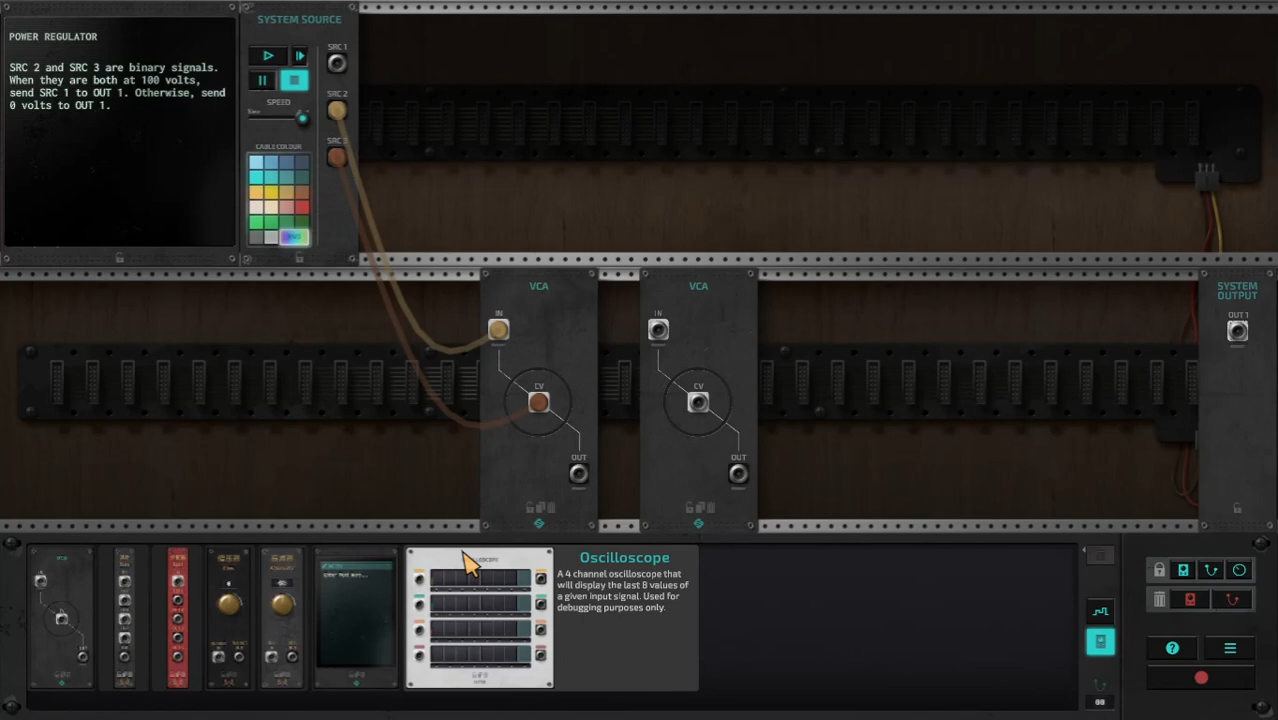 POWER REGULATOR
SRC 2 and SRC 3 are binary signals.
When they are both at 100 volts,
send SRC 1 to OUT 1. Otherwise, send
0 volts to OUT 1.
SYSTEM SOURCE
SRC 1
SRC 2
SRC
SPEED
CABLE COLOUR
VCA
IN
CV
OUT
VCA
IN
CV
OUT
SYSTEM
OUTPUT
OUT 1
VCA
Oscilloscope
A 4 channel oscilloscope that
will display the last 8 values of
a given input signal. Used for
debugging purposes only.